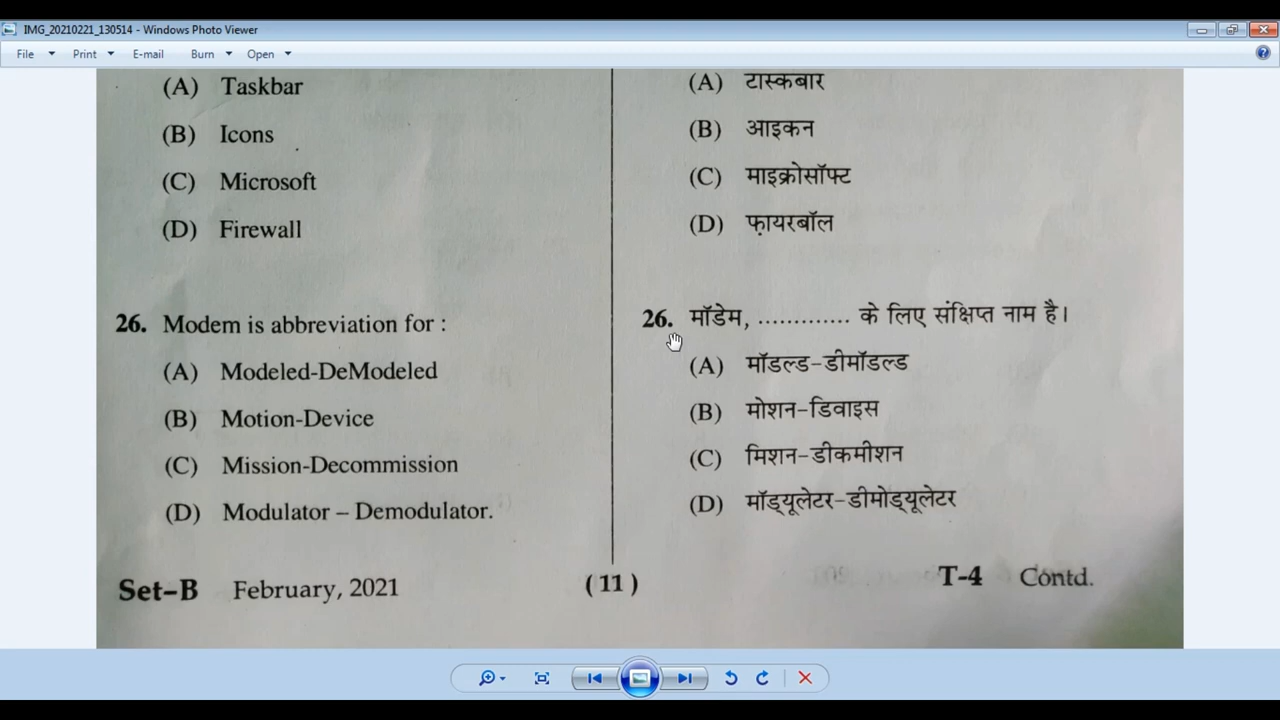 IMG_20210221_130514 - Windows Photo Viewer
File Print E-mail Burn Open
(A) Taskbar
(B) Icons
(C) Microsoft
(D) Firewall
26. Modem is abbreviation for :
(A) Modeled-DeModeled
(B) Motion-Device
(C) Mission-Decommission
(D) Modulator – Demodulator.
(A) टास्कबार
(B) आइकन
(C) माइक्रोसॉफ्ट
(D) फ़ायरबॉल
26. मॉडेम, ............. के लिए संक्षिप्त नाम है।
(A) मॉडल्ड-डीमॉडल्ड
(B) मोशन-डिवाइस
(C) मिशन-डीकमीशन
(D) मॉड्यूलेटर-डीमोड्यूलेटर
Set–B February, 2021 ( 11 ) T-4 Contd.